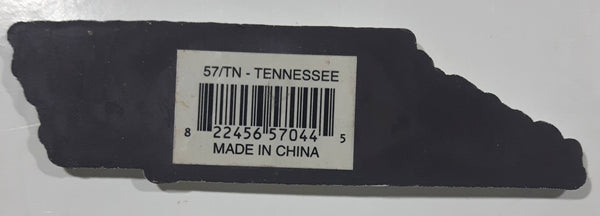 57/TN - TENNESSEE
8 22456 57044 5
MADE IN CHINA